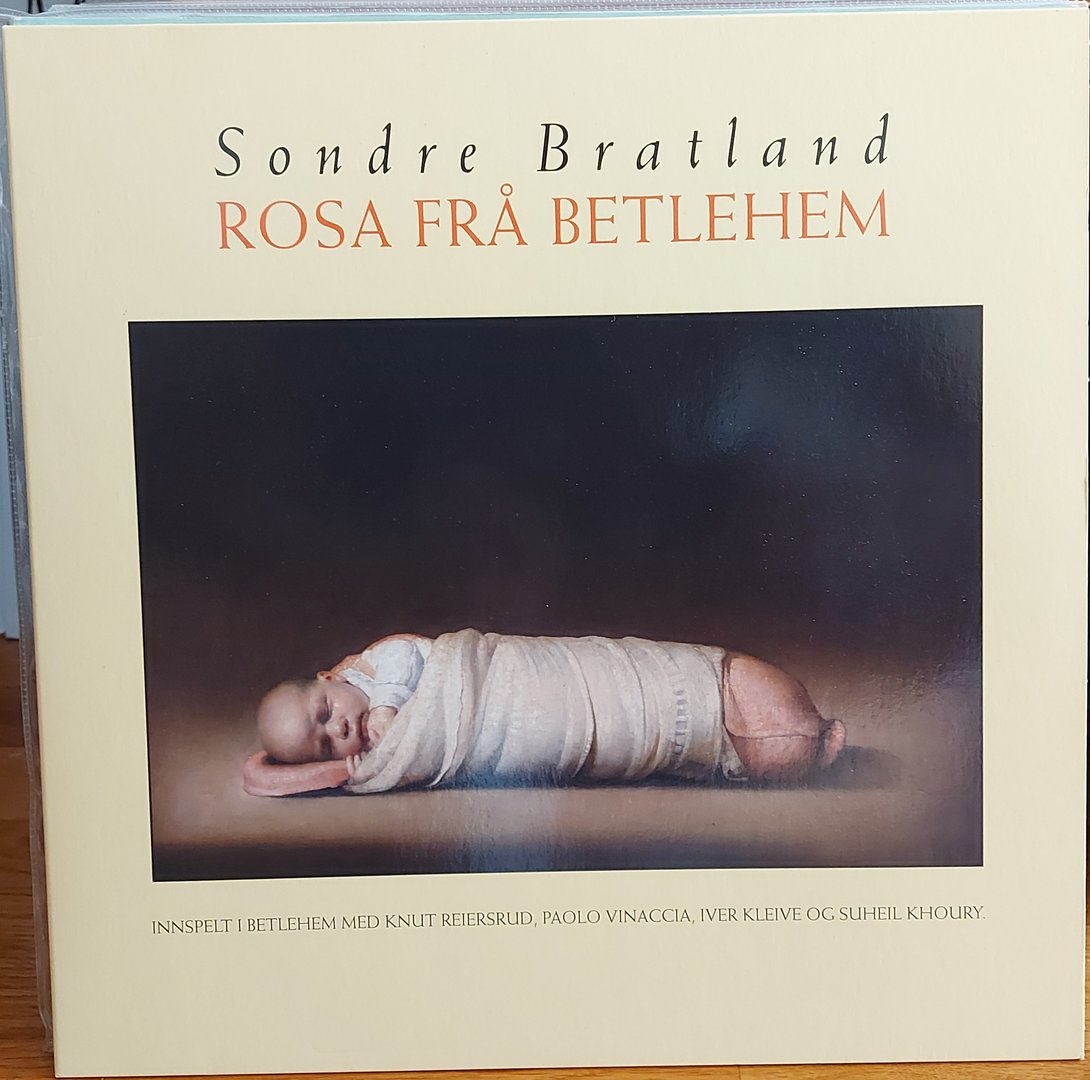 Sondre Bratland
ROSA FRÅ BETLEHEM
INNSPELT I BETLEHEM MED KNUT REIERSRUD, PAOLO VINACCIA, IVER KLEIVE OG SUHEIL KHOURY.